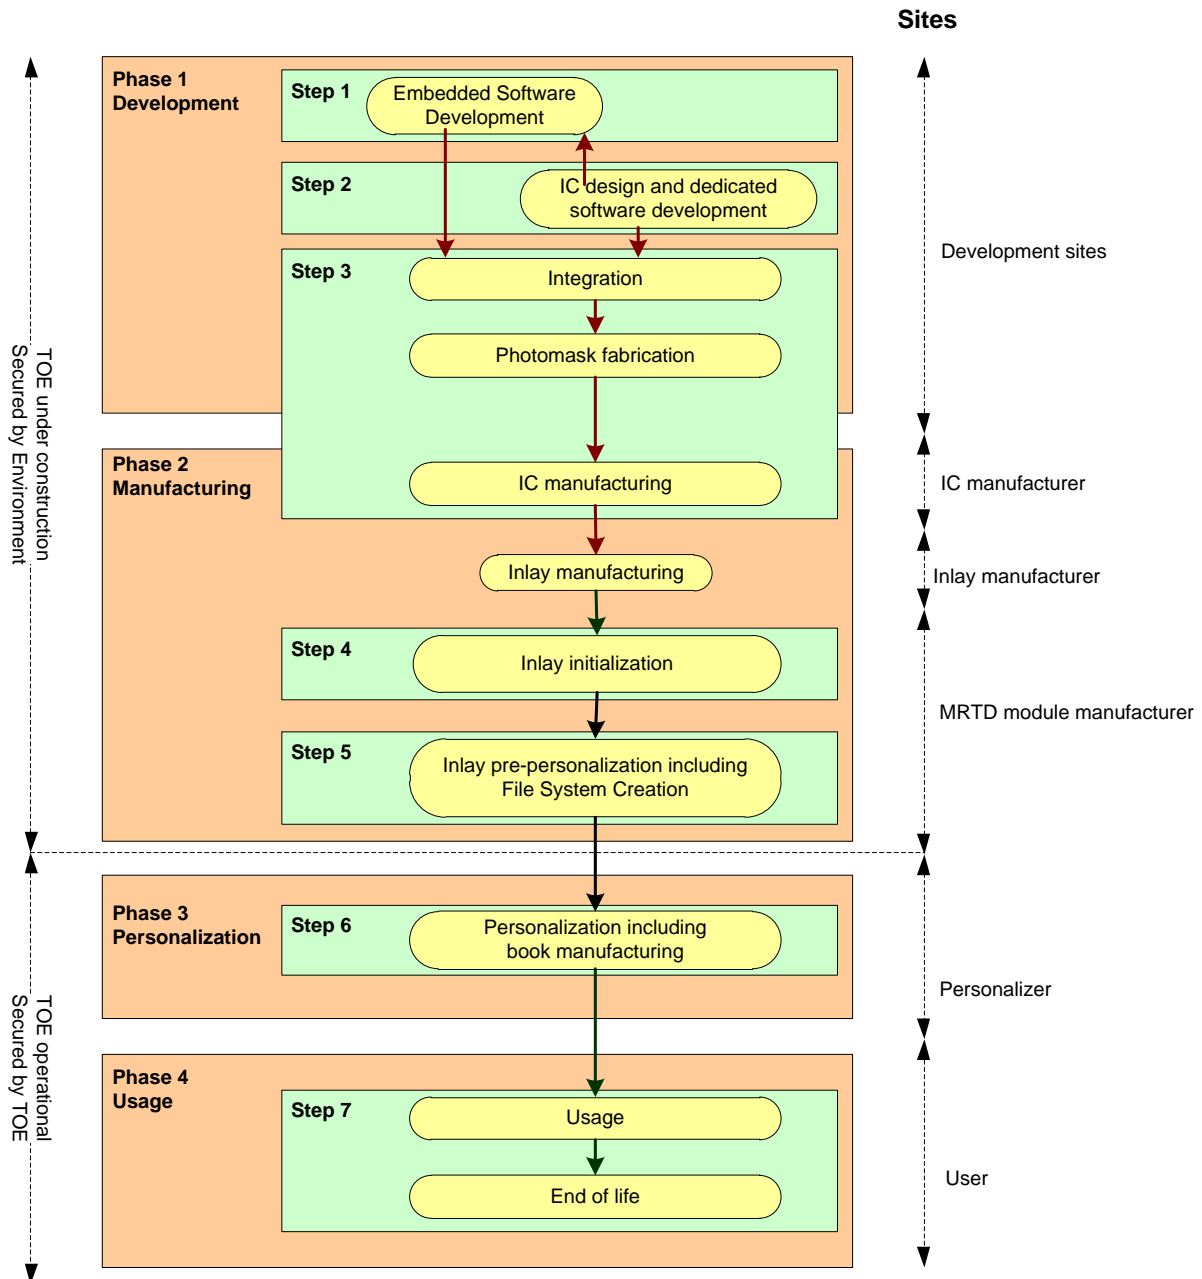 Sites
Phase 1
Development
Step 1
Embedded Software
Development
Step 2
IC design and dedicated
software development
Step 3
Integration
Photomask fabrication
Development sites
TOE under construction
Secured by Environment
Phase 2
Manufacturing
IC manufacturing
IC manufacturer
Inlay manufacturing
Inlay manufacturer
Step 4
Inlay initialization
MRTD module manufacturer
Step 5
Inlay pre-personalization including
File System Creation
Phase 3
Personalization
Step 6
Personalization including
book manufacturing
Personalizer
TOE operational
Secured by TOE
Phase 4
Usage
Step 7
Usage
End of life
User